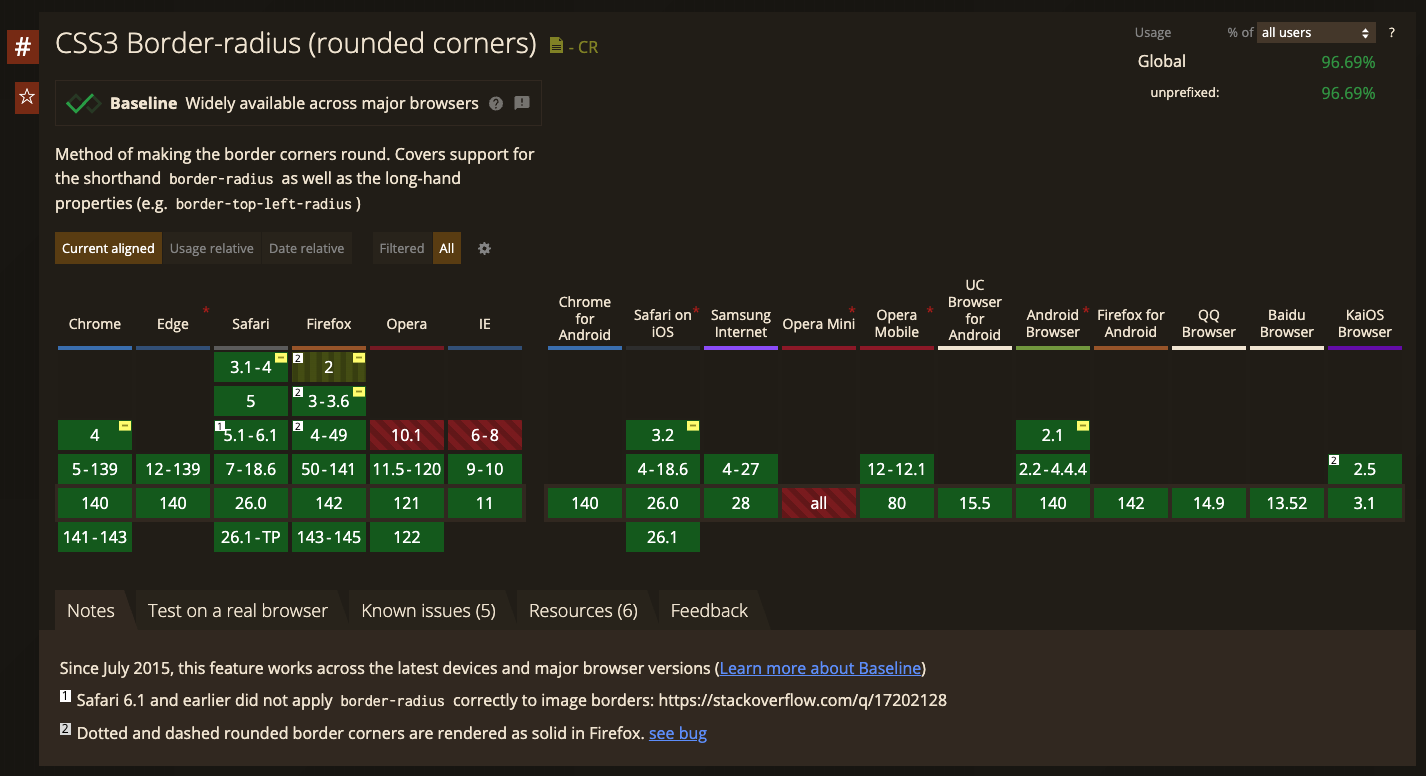 #
CSS3 Border-radius (rounded corners) - CR
Usage % of all users ?
Global 96.69%
unprefixed: 96.69%
Baseline Widely available across major browsers ?
Method of making the border corners round. Covers support for
the shorthand border-radius as well as the long-hand
properties (e.g. border-top-left-radius )
Current aligned Usage relative Date relative Filtered All
Chrome Edge * Safari Firefox Opera IE
Chrome for Android
Safari on iOS *
Samsung Internet
Opera Mini *
Opera Mobile *
UC Browser for Android
Android Browser *
Firefox for Android
QQ Browser
Baidu Browser
KaiOS Browser
3.1-4 2 2
5 2 3-3.6
4 1 5.1-6.1 2 4-49 10.1 6-8 3.2 2.1
5-139 12-139 7-18.6 50-141 11.5-120 9-10 4-18.6 4-27 12-12.1 2.2-4.4.4 2 2.5
140 140 26.0 142 121 11 140 26.0 28 all 80 15.5 140 142 14.9 13.52 3.1
141-143 26.1-TP 143-145 122 26.1
Notes Test on a real browser Known issues (5) Resources (6) Feedback
Since July 2015, this feature works across the latest devices and major browser versions (Learn more about Baseline)
1 Safari 6.1 and earlier did not apply border-radius correctly to image borders: https://stackoverflow.com/q/17202128
2 Dotted and dashed rounded border corners are rendered as solid in Firefox. see bug